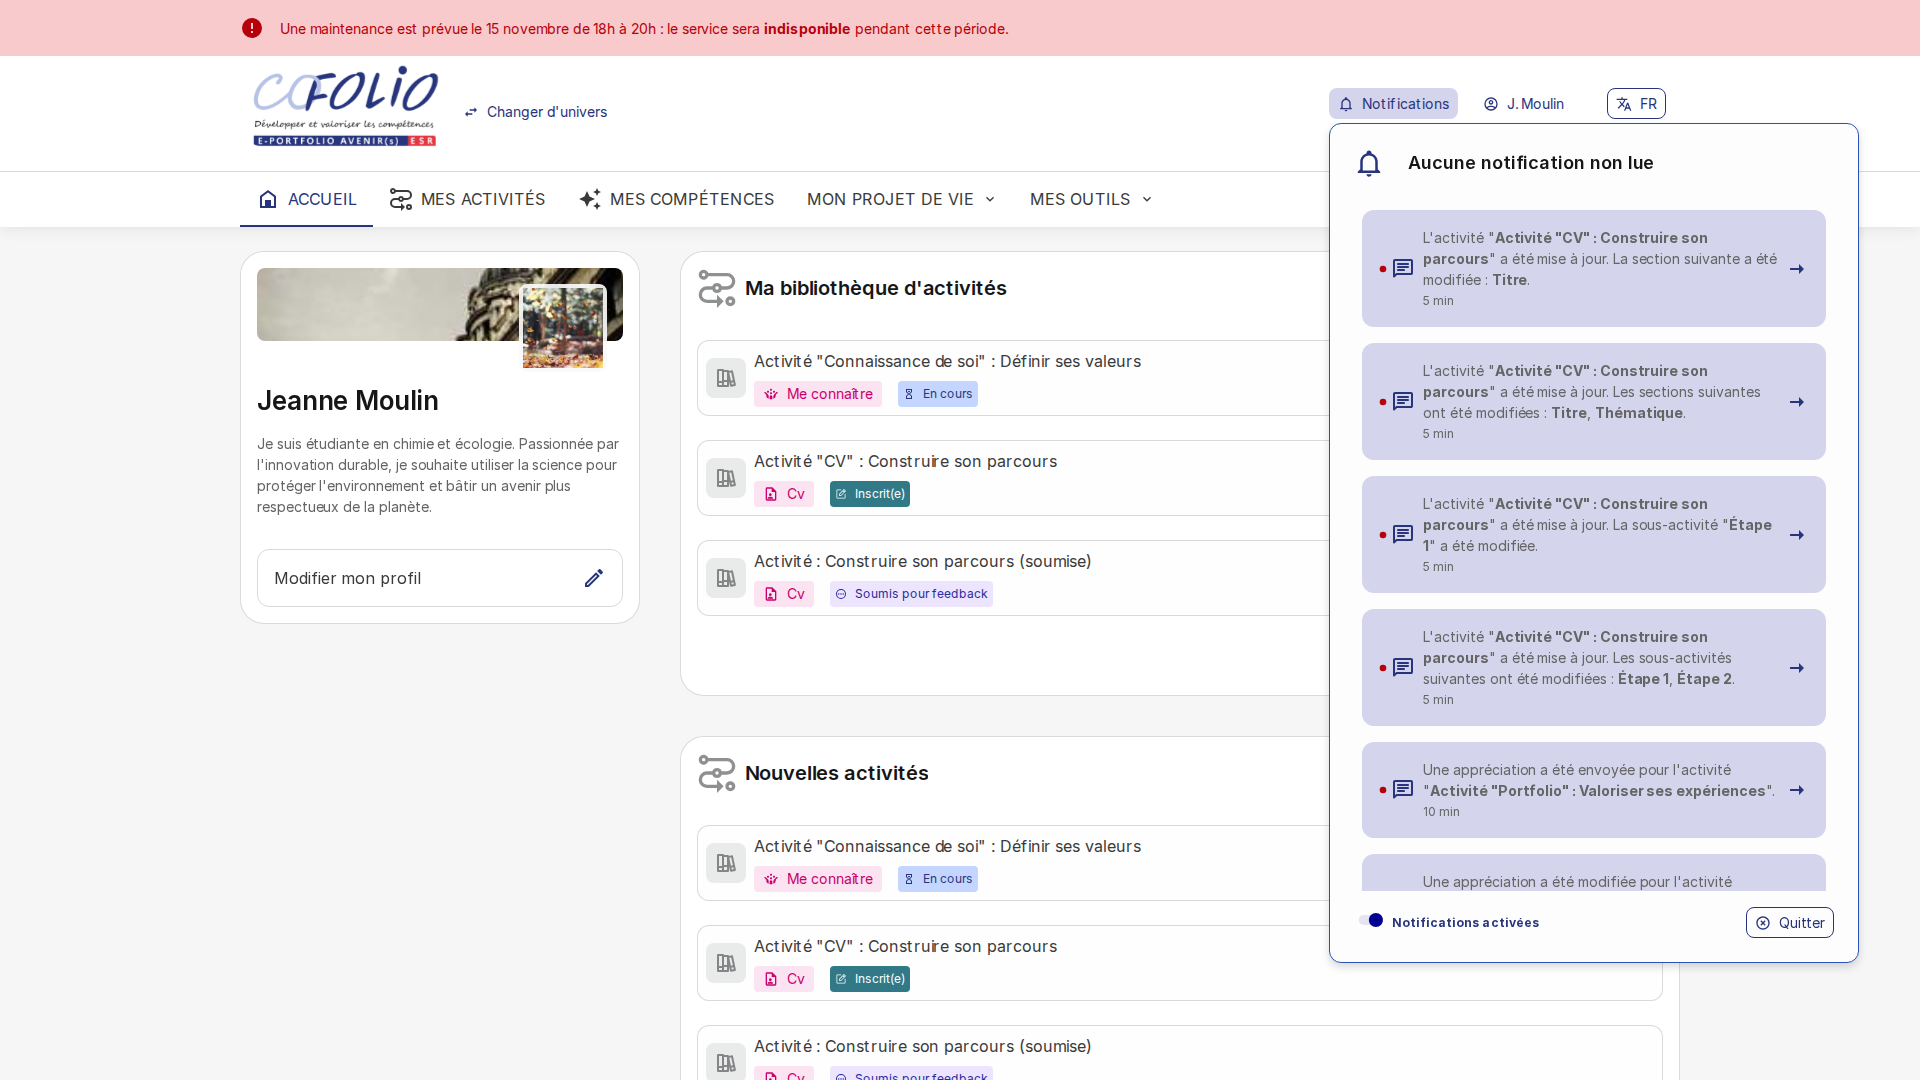 Une maintenance est prévue le 15 novembre de 18h à 20h : le service sera indisponible pendant cette période.
COFOLIO
Développer et valoriser les compétences
E-PORTFOLIO AVENIR(s) ESR
Changer d'univers
Notifications
J. Moulin
FR
ACCUEIL
MES ACTIVITÉS
MES COMPÉTENCES
MON PROJET DE VIE
MES OUTILS
Jeanne Moulin
Je suis étudiante en chimie et écologie. Passionnée par
l'innovation durable, je souhaite utiliser la science pour
protéger l'environnement et bâtir un avenir plus
respectueux de la planète.
Modifier mon profil
Ma bibliothèque d'activités
Activité "Connaissance de soi" : Définir ses valeurs
Me connaître
En cours
Activité "CV" : Construire son parcours
Cv
Inscrit(e)
Activité : Construire son parcours (soumise)
Cv
Soumis pour feedback
Nouvelles activités
Activité "Connaissance de soi" : Définir ses valeurs
Me connaître
En cours
Activité "CV" : Construire son parcours
Cv
Inscrit(e)
Activité : Construire son parcours (soumise)
Cv
Soumis pour feedback
Aucune notification non lue
L'activité "Activité "CV" : Construire son
parcours" a été mise à jour. La section suivante a été
modifiée : Titre.
5 min
L'activité "Activité "CV" : Construire son
parcours" a été mise à jour. Les sections suivantes
ont été modifiées : Titre, Thématique.
5 min
L'activité "Activité "CV" : Construire son
parcours" a été mise à jour. La sous-activité "Étape
1" a été modifiée.
5 min
L'activité "Activité "CV" : Construire son
parcours" a été mise à jour. Les sous-activités
suivantes ont été modifiées : Étape 1, Étape 2.
5 min
Une appréciation a été envoyée pour l'activité
"Activité "Portfolio" : Valoriser ses expériences".
10 min
Une appréciation a été modifiée pour l'activité
Notifications activées
Quitter